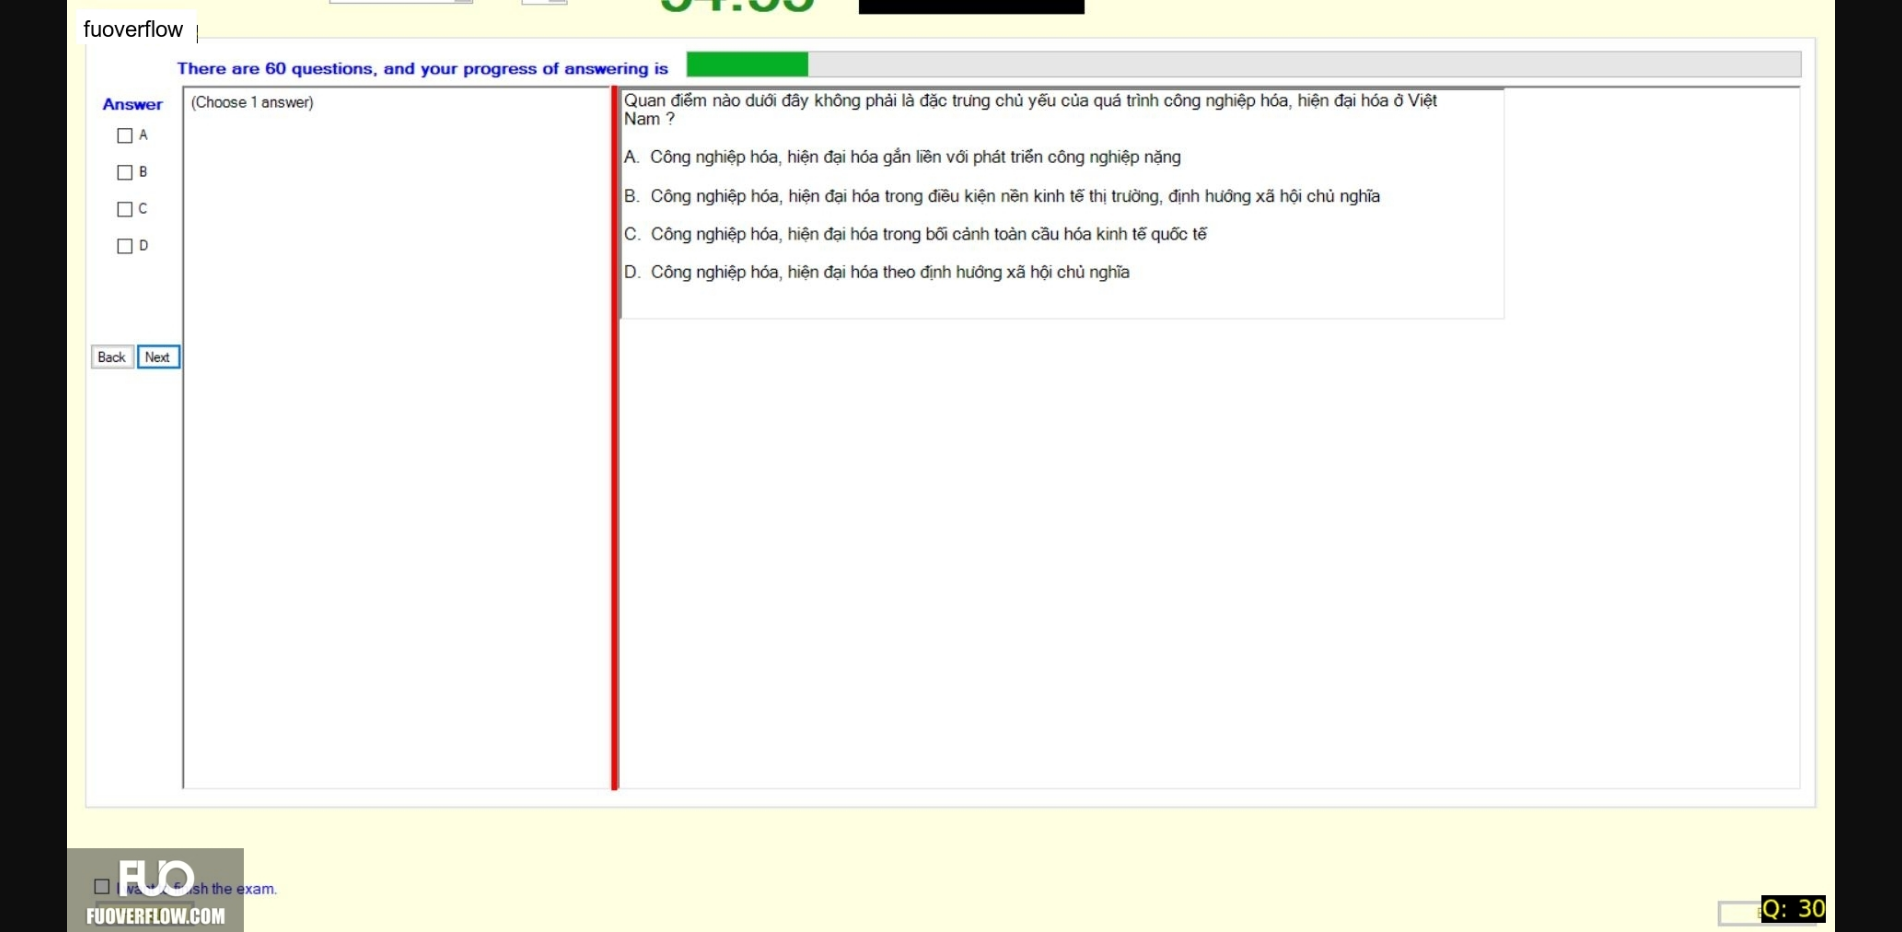 fuoverflow
There are 60 questions, and your progress of answering is
Answer
(Choose 1 answer)
A
B
C
D
Back
Next
Quan điểm nào dưới đây không phải là đặc trưng chủ yếu của quá trình công nghiệp hóa, hiện đại hóa ở Việt
Nam ?
A. Công nghiệp hóa, hiện đại hóa gắn liền với phát triển công nghiệp nặng
B. Công nghiệp hóa, hiện đại hóa trong điều kiện nền kinh tế thị trường, định hướng xã hội chủ nghĩa
C. Công nghiệp hóa, hiện đại hóa trong bối cảnh toàn cầu hóa kinh tế quốc tế
D. Công nghiệp hóa, hiện đại hóa theo định hướng xã hội chủ nghĩa
FUO
the exam.
FUOVERFLOW.COM
Q: 30